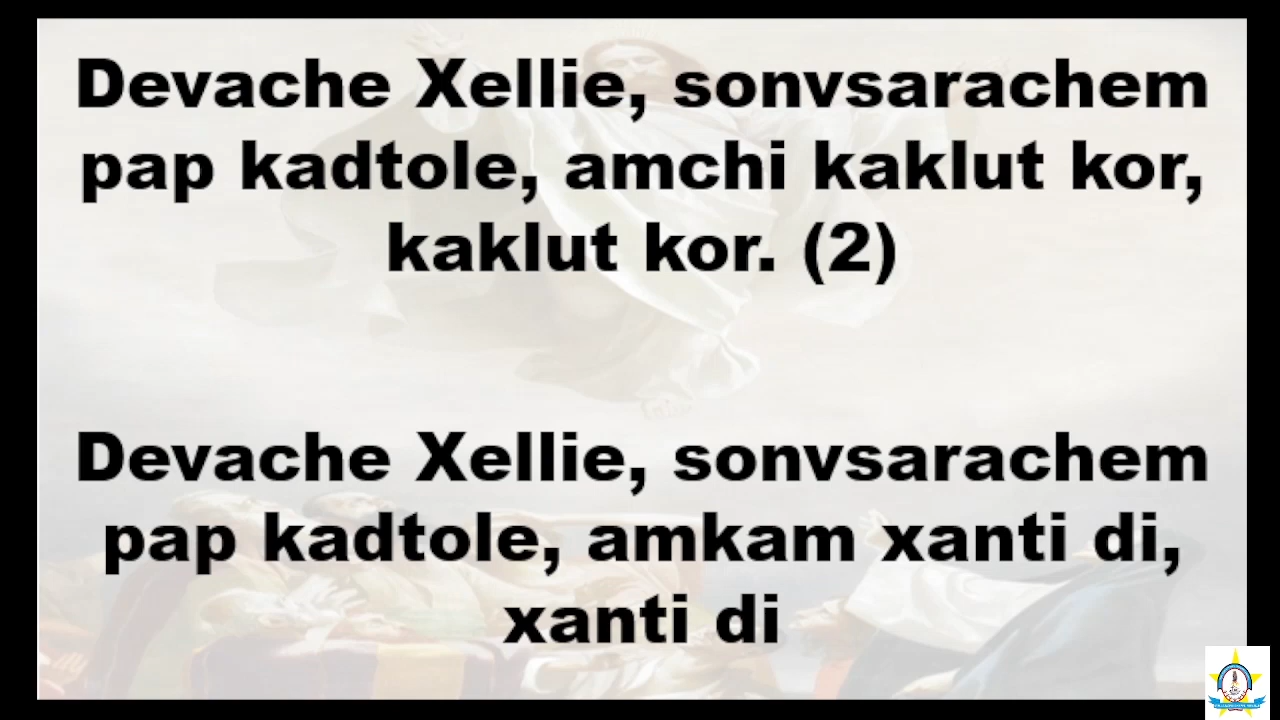 Devache Xellie, sonvsarachem
pap kadtole, amchi kaklut kor,
kaklut kor. (2)
Devache Xellie, sonvsarachem
pap kadtole, amkam xanti di,
xanti di